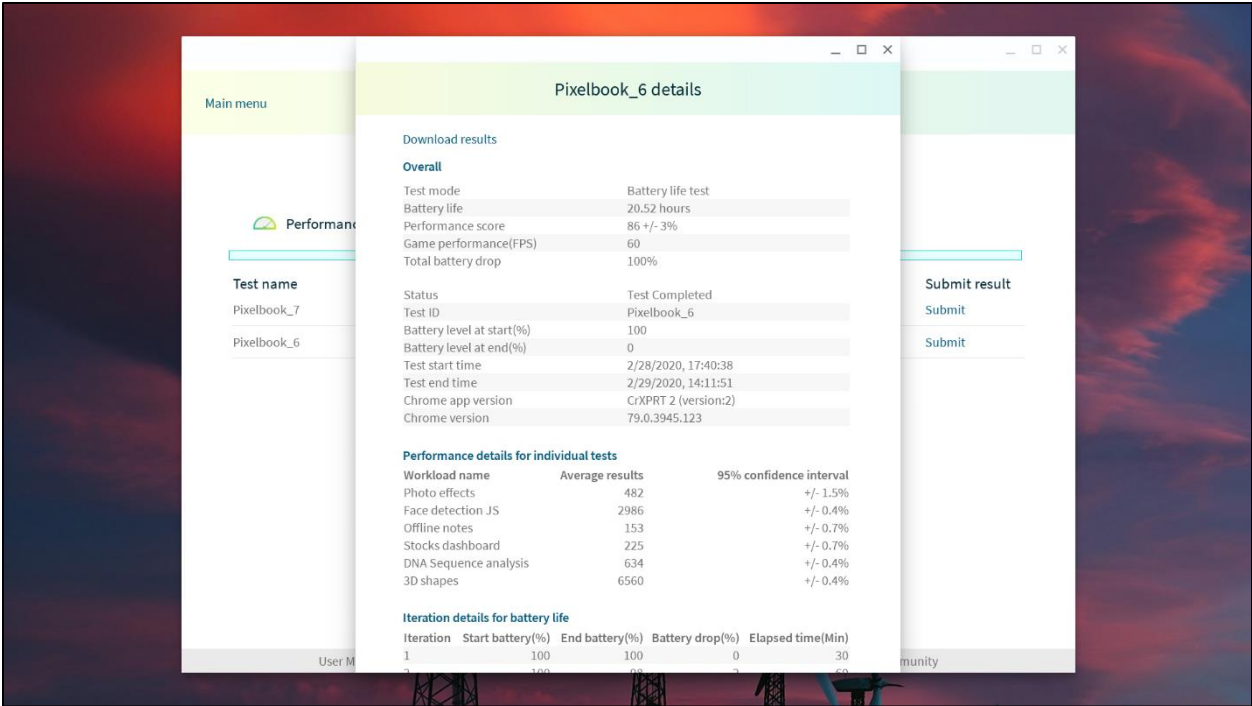 Pixelbook_6 details
Main menu
Download results
Overall
Test mode Battery life test
Battery life 20.52 hours
Performance score 86 +/- 3%
Game performance(FPS) 60
Total battery drop 100%
Status Test Completed
Test ID Pixelbook_6
Battery level at start(%) 100
Battery level at end(%) 0
Test start time 2/28/2020, 17:40:38
Test end time 2/29/2020, 14:11:51
Chrome app version CrXPRT 2 (version:2)
Chrome version 79.0.3945.123
Performance details for individual tests
Workload name Average results 95% confidence interval
Photo effects 482 +/- 1.5%
Face detection JS 2986 +/- 0.4%
Offline notes 153 +/- 0.7%
Stocks dashboard 225 +/- 0.7%
DNA Sequence analysis 634 +/- 0.4%
3D shapes 6560 +/- 0.4%
Iteration details for battery life
Iteration Start battery(%) End battery(%) Battery drop(%) Elapsed time(Min)
1 100 100 0 30
Performanc
Test name Submit result
Pixelbook_7 Submit
Pixelbook_6 Submit
User M
munity